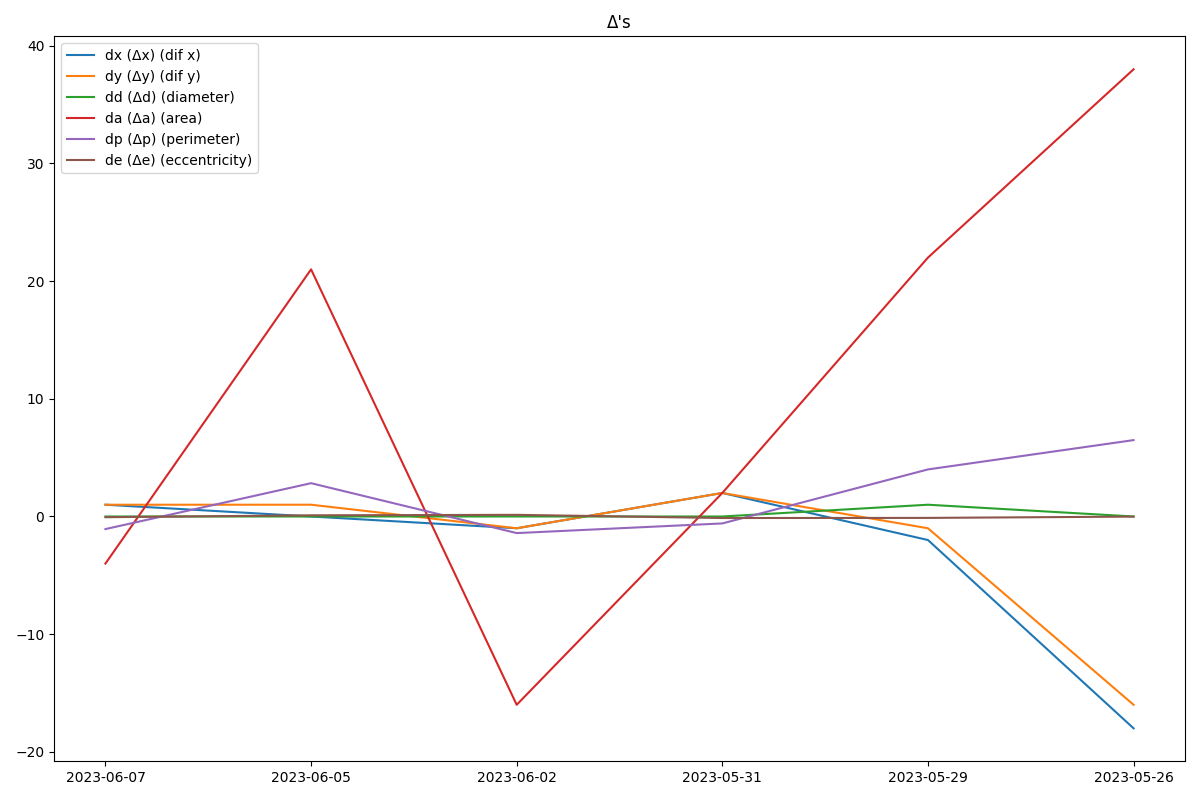 Δ's
40
30
20
10
0
−10
−20
dx (Δx) (dif x)
dy (Δy) (dif y)
dd (Δd) (diameter)
da (Δa) (area)
dp (Δp) (perimeter)
de (Δe) (eccentricity)
2023-06-07 2023-06-05 2023-06-02 2023-05-31 2023-05-29 2023-05-26